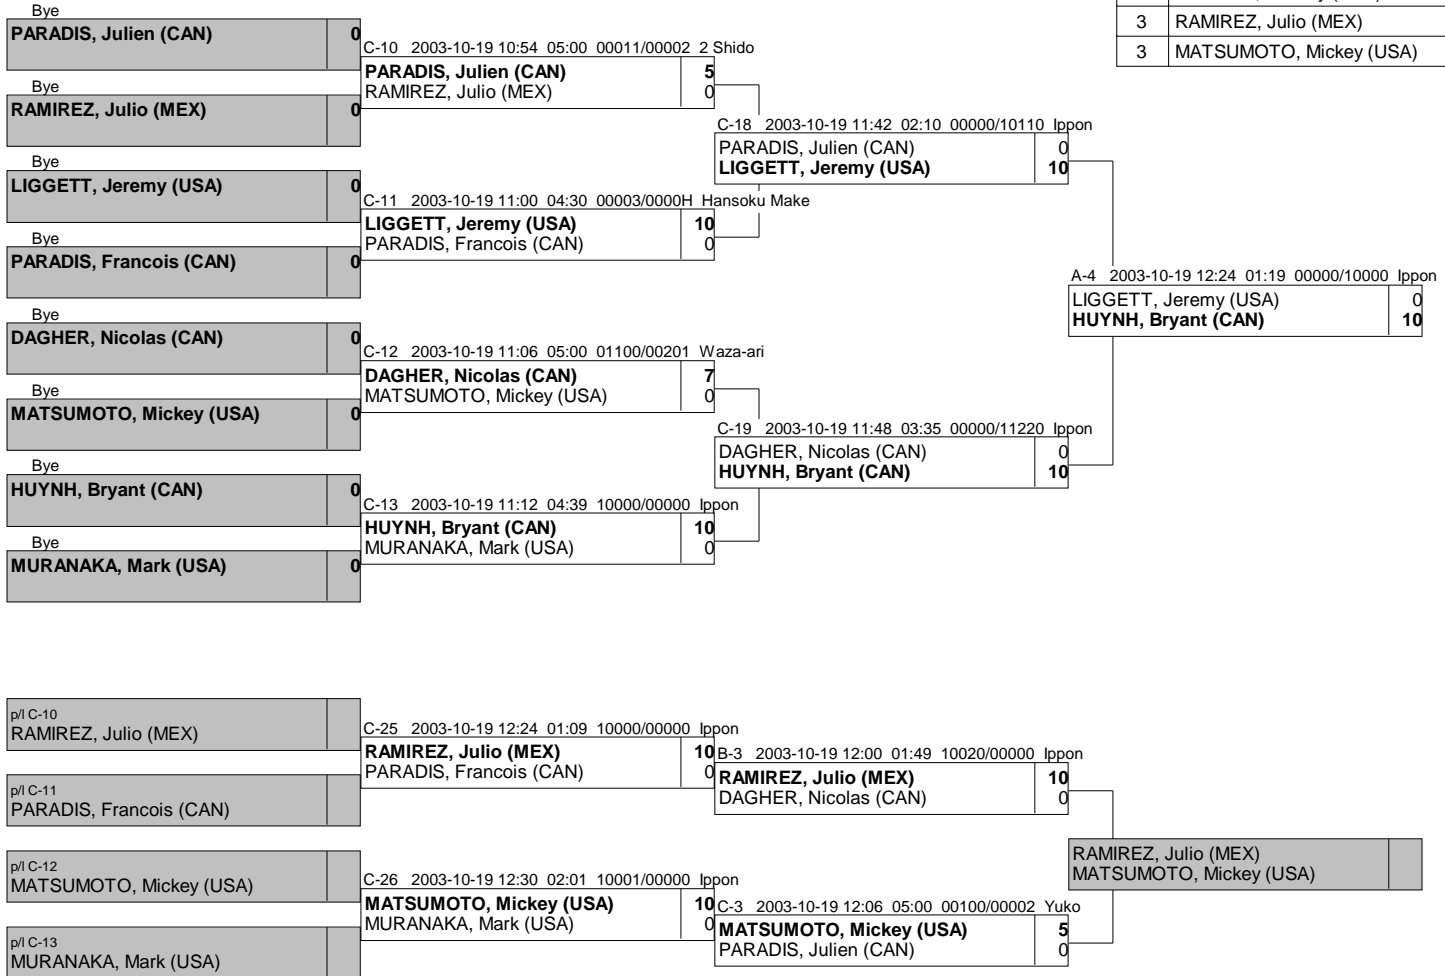 Bye
PARADIS, Julien (CAN) 0
Bye
RAMIREZ, Julio (MEX) 0
Bye
LIGGETT, Jeremy (USA) 0
Bye
PARADIS, Francois (CAN) 0
Bye
DAGHER, Nicolas (CAN) 0
Bye
MATSUMOTO, Mickey (USA) 0
Bye
HUYNH, Bryant (CAN) 0
Bye
MURANAKA, Mark (USA) 0
C-10 2003-10-19 10:54 05:00 00011/00002 2 Shido
PARADIS, Julien (CAN) 5
RAMIREZ, Julio (MEX) 0
C-11 2003-10-19 11:00 04:30 00003/0000H Hansoku Make
LIGGETT, Jeremy (USA) 10
PARADIS, Francois (CAN) 0
C-12 2003-10-19 11:06 05:00 01100/00201 Waza-ari
DAGHER, Nicolas (CAN) 7
MATSUMOTO, Mickey (USA) 0
C-13 2003-10-19 11:12 04:39 10000/00000 Ippon
HUYNH, Bryant (CAN) 10
MURANAKA, Mark (USA) 0
C-18 2003-10-19 11:42 02:10 00000/10110 Ippon
PARADIS, Julien (CAN) 0
LIGGETT, Jeremy (USA) 10
C-19 2003-10-19 11:48 03:35 00000/11220 Ippon
DAGHER, Nicolas (CAN) 0
HUYNH, Bryant (CAN) 10
3 RAMIREZ, Julio (MEX)
3 MATSUMOTO, Mickey (USA)
A-4 2003-10-19 12:24 01:19 00000/10000 Ippon
LIGGETT, Jeremy (USA) 0
HUYNH, Bryant (CAN) 10
p/l C-10
RAMIREZ, Julio (MEX)
p/l C-11
PARADIS, Francois (CAN)
p/l C-12
MATSUMOTO, Mickey (USA)
p/l C-13
MURANAKA, Mark (USA)
C-25 2003-10-19 12:24 01:09 10000/00000 Ippon
RAMIREZ, Julio (MEX) 10
PARADIS, Francois (CAN) 0
C-26 2003-10-19 12:30 02:01 10001/00000 Ippon
MATSUMOTO, Mickey (USA) 10
MURANAKA, Mark (USA) 0
B-3 2003-10-19 12:00 01:49 10020/00000 Ippon
RAMIREZ, Julio (MEX) 10
DAGHER, Nicolas (CAN) 0
C-3 2003-10-19 12:06 05:00 00100/00002 Yuko
MATSUMOTO, Mickey (USA) 5
PARADIS, Julien (CAN) 0
RAMIREZ, Julio (MEX)
MATSUMOTO, Mickey (USA)